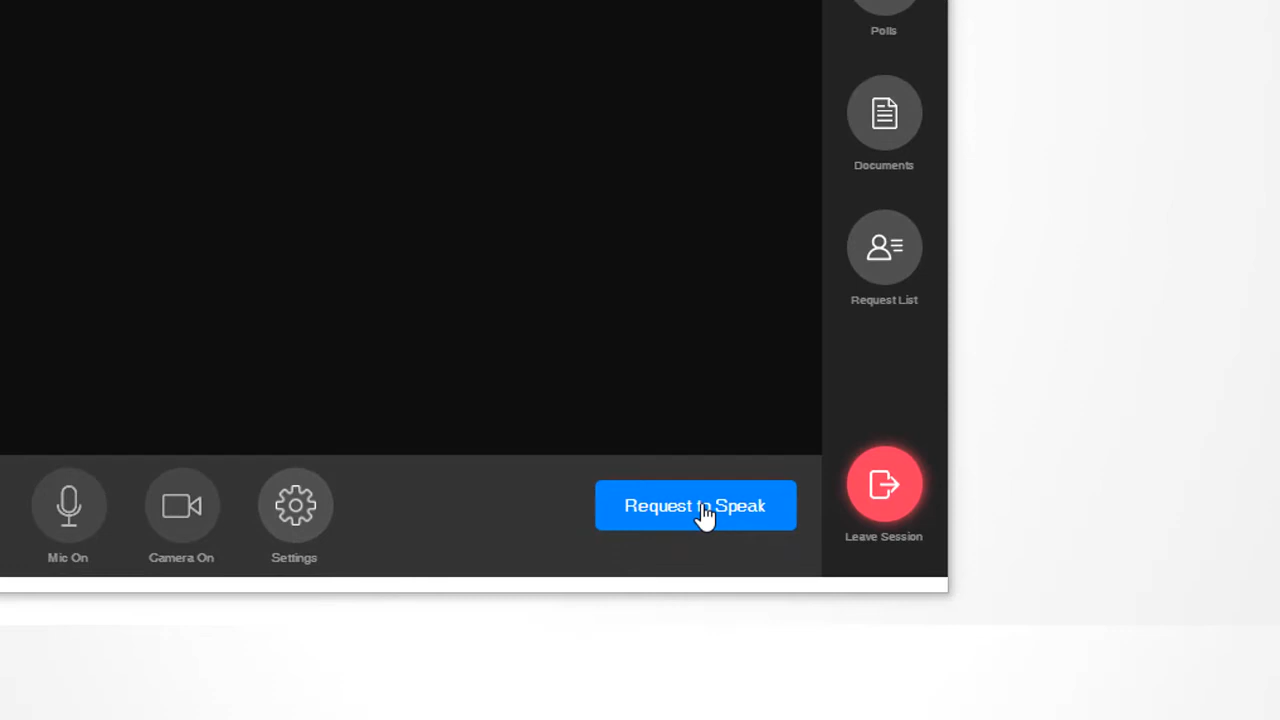 Polls
Documents
Request List
Request to Speak
Mic On
Camera On
Settings
Leave Session